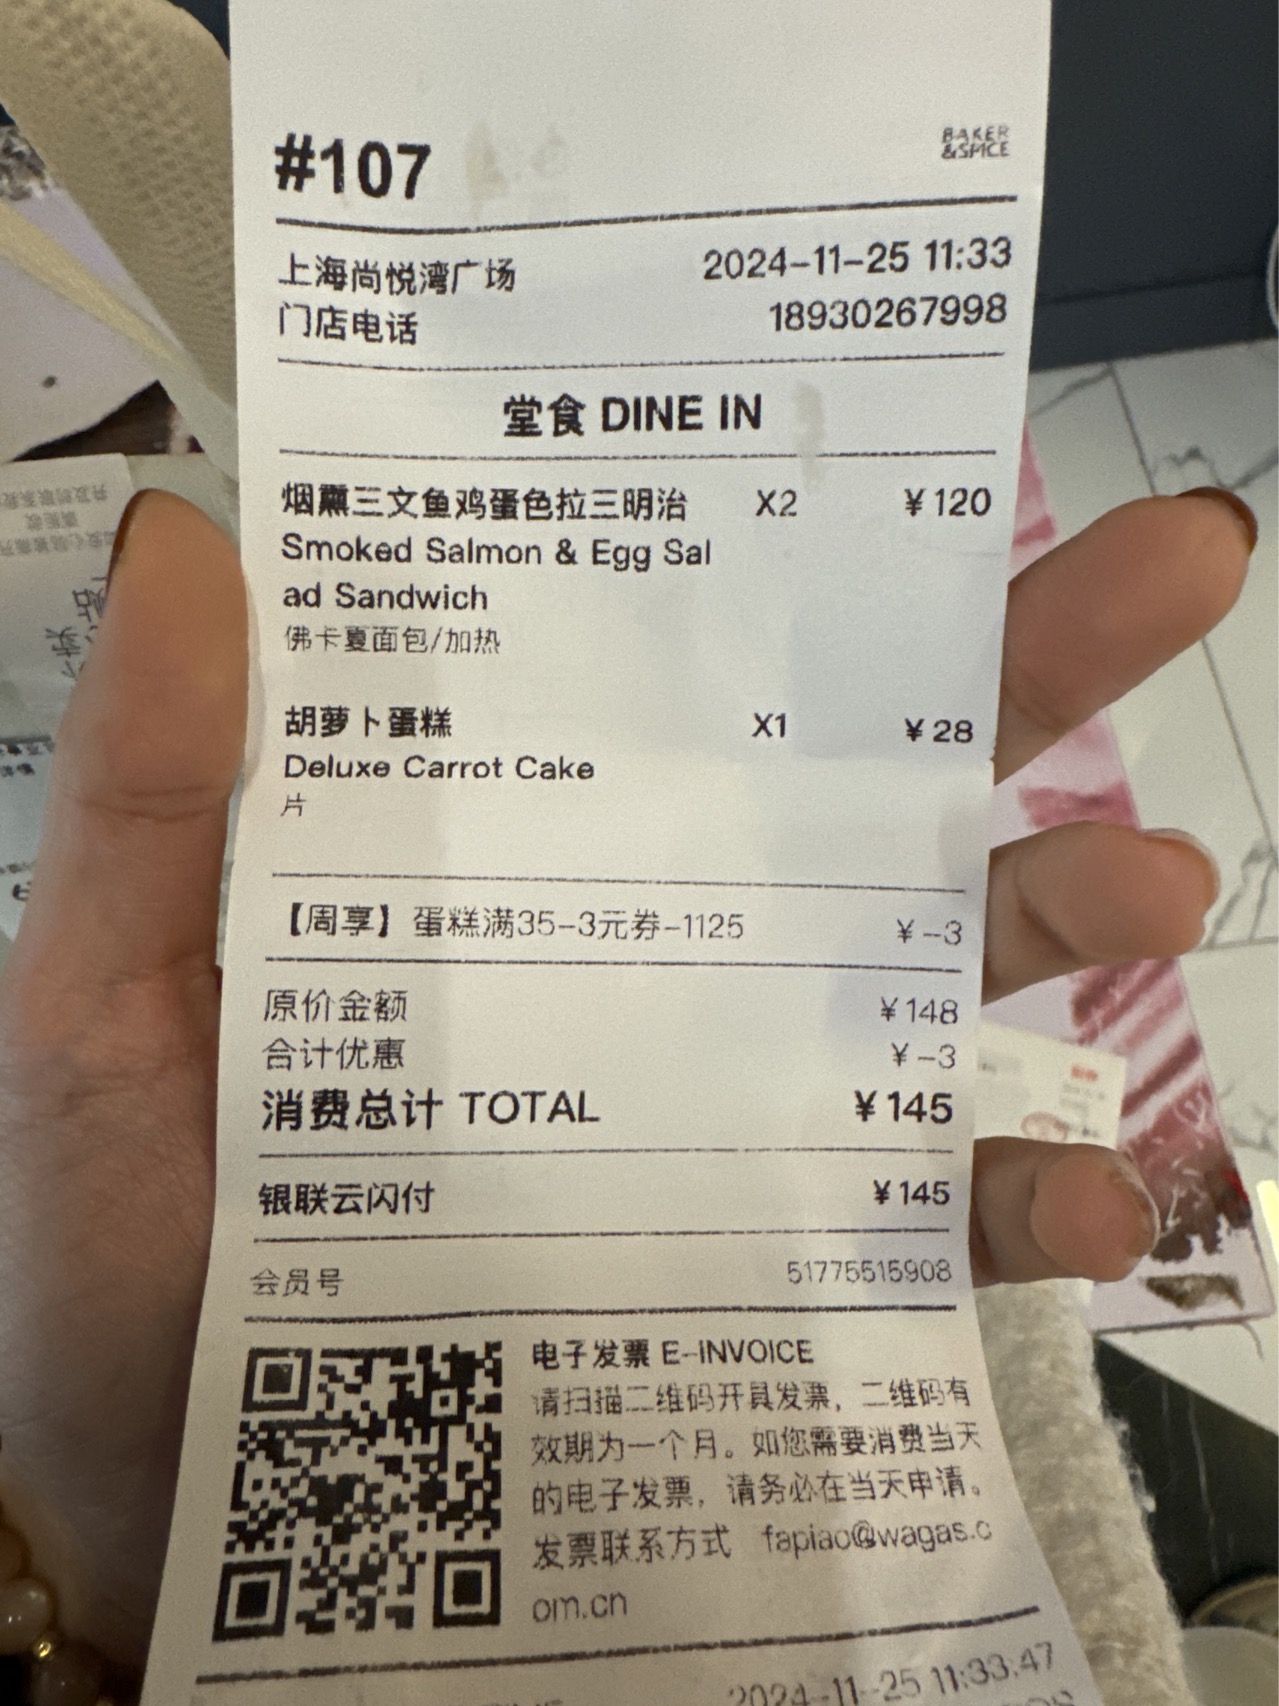 #107
BAKER
&SPICE
上海尚悦湾广场 2024-11-25 11:33
门店电话 18930267998
堂食 DINE IN
烟熏三文鱼鸡蛋色拉三明治 X2 ¥120
Smoked Salmon & Egg Sal
ad Sandwich
佛卡夏面包/加热
胡萝卜蛋糕 X1 ¥28
Deluxe Carrot Cake
片
【周享】蛋糕满35-3元券-1125 ¥-3
原价金额 ¥148
合计优惠 ¥-3
消费总计 TOTAL ¥145
银联云闪付 ¥145
会员号 51775515908
电子发票 E-INVOICE
请扫描二维码开具发票，二维码有
效期为一个月。如您需要消费当天
的电子发票，请务必在当天申请。
发票联系方式 fapiao@wagas.c
om.cn
2024-11-25 11:33:47